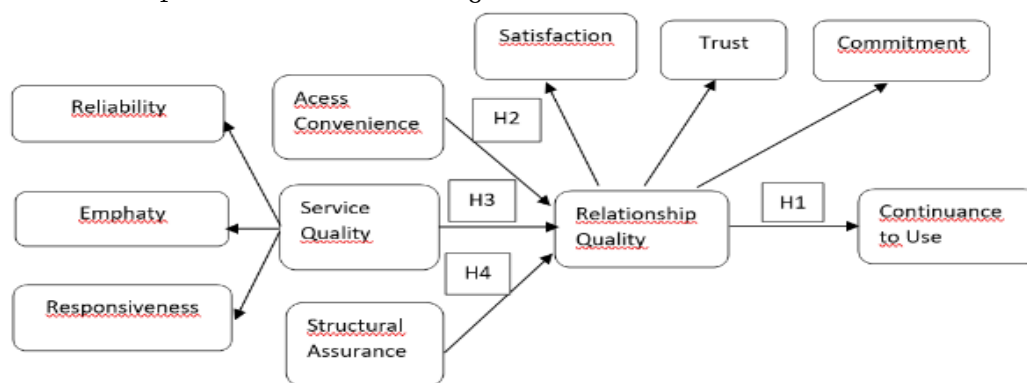 Satisfaction
Trust
Commitment
Reliability
Acess
Convenience
H2
Emphaty
Service
Quality
H3
Relationship
Quality
H1
Continuance
to Use
H4
Responsiveness
Structural
Assurance